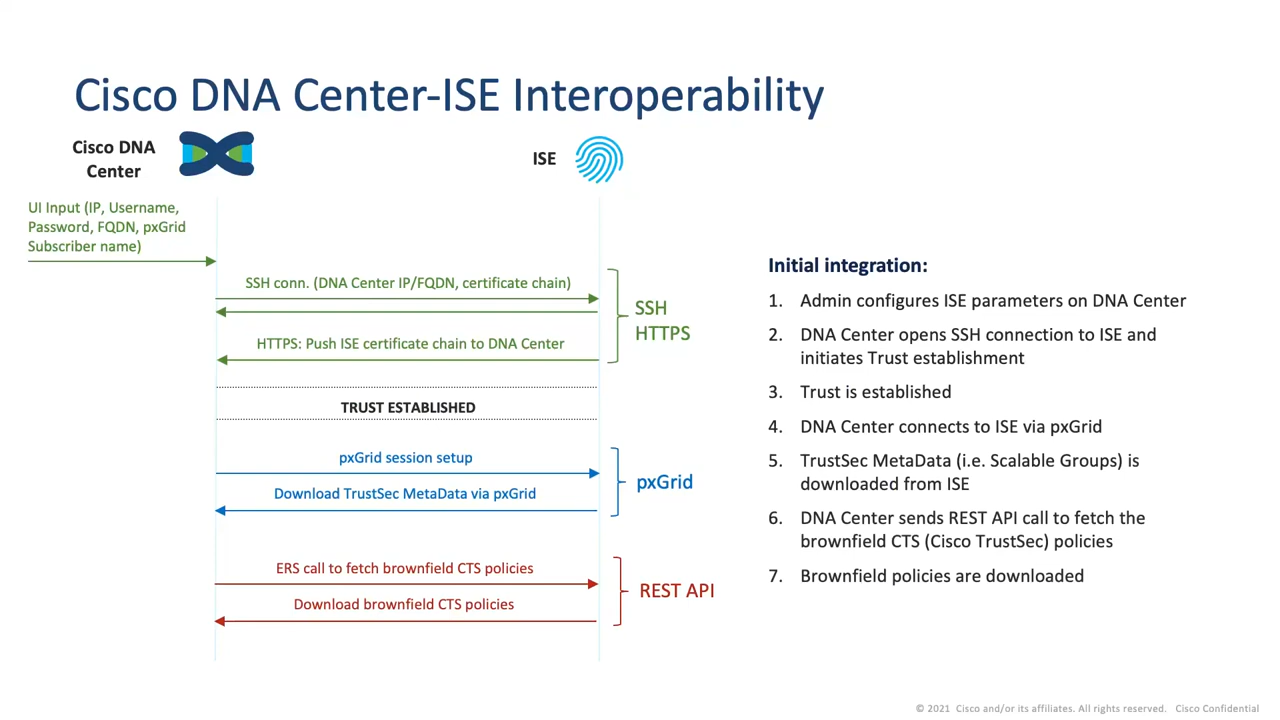 Cisco DNA Center-ISE Interoperability
Cisco DNA
Center
ISE
UI Input (IP, Username,
Password, FQDN, pxGrid
Subscriber name)
SSH conn. (DNA Center IP/FQDN, certificate chain)
HTTPS: Push ISE certificate chain to DNA Center
SSH
HTTPS
TRUST ESTABLISHED
pxGrid session setup
Download TrustSec MetaData via pxGrid
pxGrid
ERS call to fetch brownfield CTS policies
Download brownfield CTS policies
REST API
Initial integration:
1. Admin configures ISE parameters on DNA Center
2. DNA Center opens SSH connection to ISE and
initiates Trust establishment
3. Trust is established
4. DNA Center connects to ISE via pxGrid
5. TrustSec MetaData (i.e. Scalable Groups) is
downloaded from ISE
6. DNA Center sends REST API call to fetch the
brownfield CTS (Cisco TrustSec) policies
7. Brownfield policies are downloaded
© 2021 Cisco and/or its affiliates. All rights reserved. Cisco Confidential